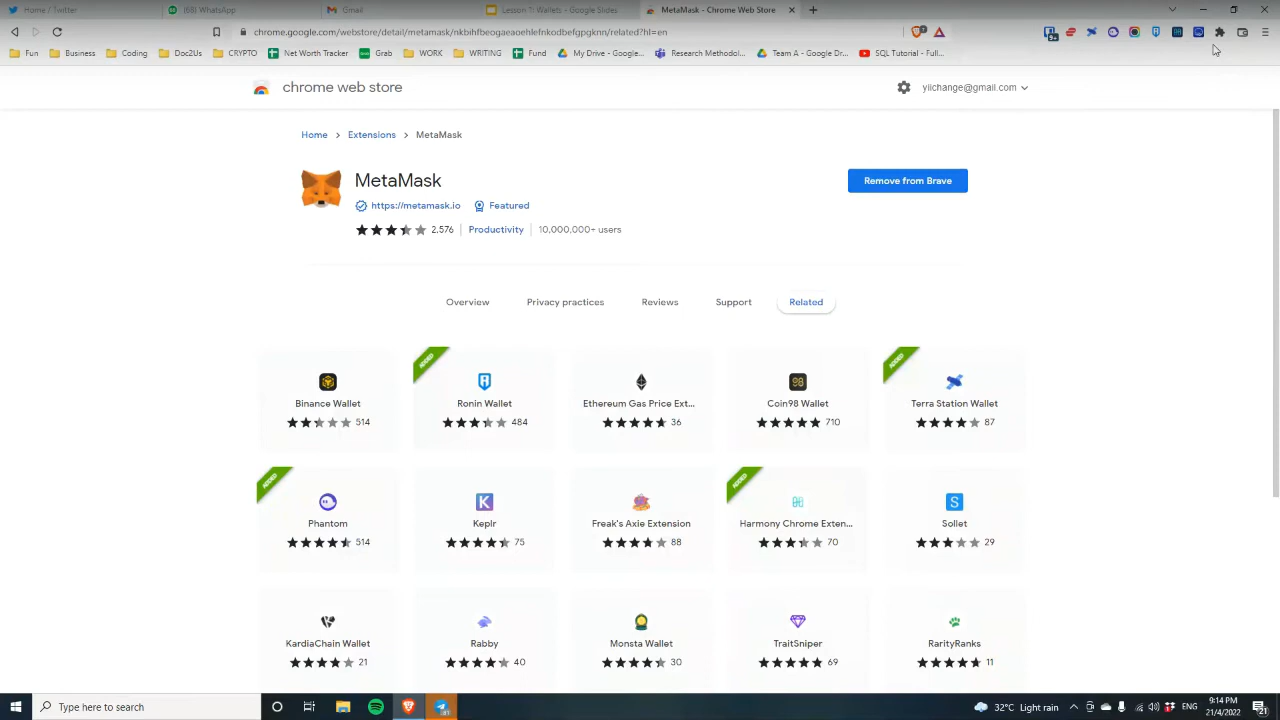 Home / Twitter
(68) WhatsApp
Gmail
Lesson 1: Wallets - Google Slides
MetaMask - Chrome Web Store
chrome.google.com/webstore/detail/metamask/nkbihfbeogaeaoehlefnkodbefgpgknn/related?hl=en
Fun
Business
Coding
Doc2Us
CRYPTO
Net Worth Tracker
Growth
WORK
WRITING
Fund
My Drive - Google...
Research Methodol...
Team A - Google Dr...
SQL Tutorial - Full...
chrome web store
yiichange@gmail.com
Home > Extensions > MetaMask
MetaMask
Remove from Brave
https://metamask.io Featured
2,576 Productivity 10,000,000+ users
Overview Privacy practices Reviews Support Related
ADDED
ADDED
Binance Wallet
514
Ronin Wallet
484
Ethereum Gas Price Ext...
36
Coin98 Wallet
710
Terra Station Wallet
87
ADDED
ADDED
Phantom
514
Keplr
75
Freak's Axie Extension
88
Harmony Chrome Exten...
70
Sollet
29
KardiaChain Wallet
21
Rabby
40
Monsta Wallet
30
TraitSniper
69
RarityRanks
11
Type here to search
32°C Light rain
ENG
9:14 PM
21/4/2022